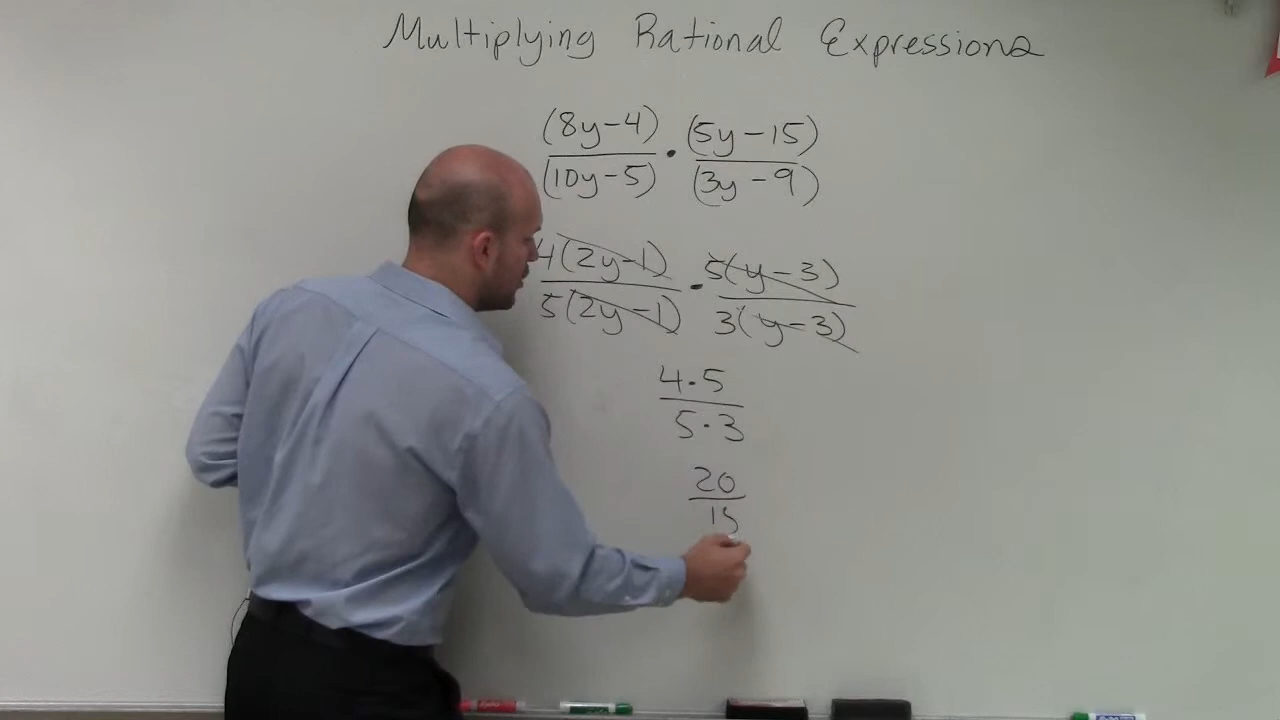 Multiplying Rational Expressions
(8y-4)/(10y-5) · (5y-15)/(3y-9)
4(2y-1)/5(2y-1) · 5(y-3)/3(y-3)
4·5/5·3
20/15